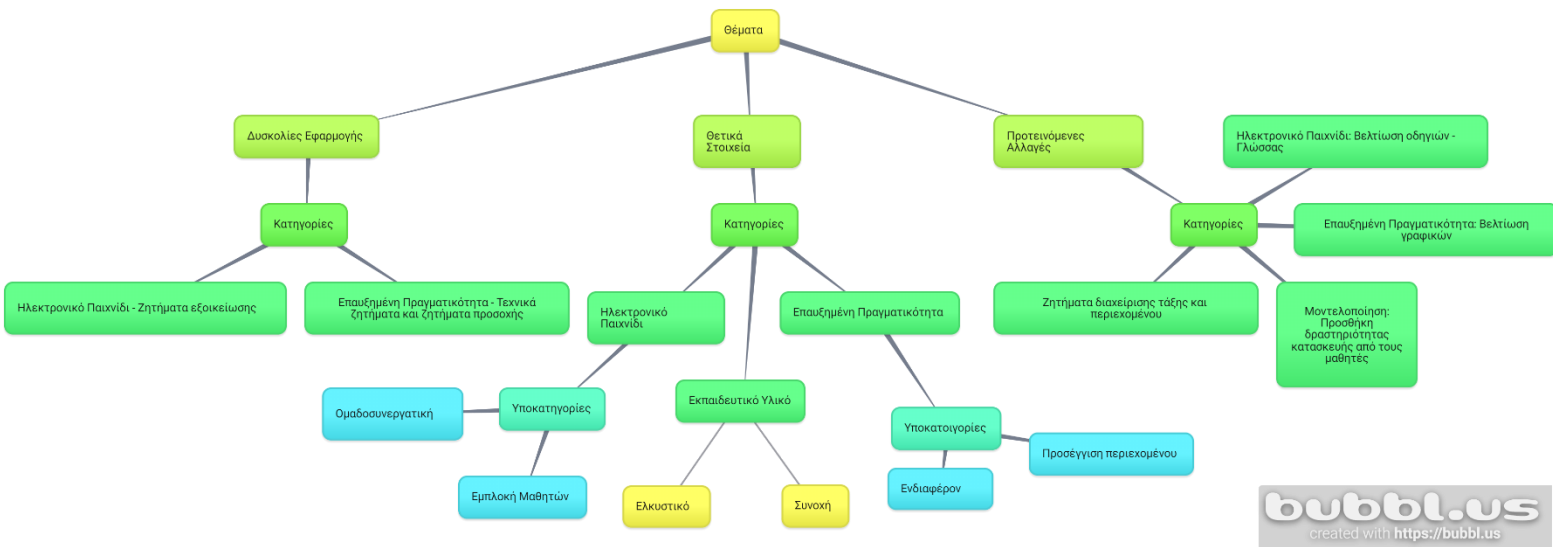 Θέματα
Δυσκολίες Εφαρμογής
Θετικά
Στοιχεία
Προτεινόμενες
Αλλαγές
Ηλεκτρονικό Παιχνίδι: Βελτίωση οδηγιών -
Γλώσσας
Κατηγορίες
Κατηγορίες
Κατηγορίες
Επαυξημένη Πραγματικότητα: Βελτίωση
γραφικών
Ηλεκτρονικό Παιχνίδι - Ζητήματα εξοικείωσης
Επαυξημένη Πραγματικότητα - Τεχνικά
ζητήματα και ζητήματα προσοχής
Ηλεκτρονικό
Παιχνίδι
Επαυξημένη Πραγματικότητα
Ζητήματα διαχείρισης τάξης και
περιεχομένου
Μοντελοποίηση:
Προσθήκη
δραστηριότητας
κατασκευής από τους
μαθητές
Ομαδοσυνεργατική
Υποκατηγορίες
Εκπαιδευτικό Υλικό
Υποκατοιγορίες
Προσέγγιση περιεχομένου
Εμπλοκή Μαθητών
Ελκυστικό
Συνοχή
Ενδιαφέρον
bubbl.us
created with https://bubbl.us